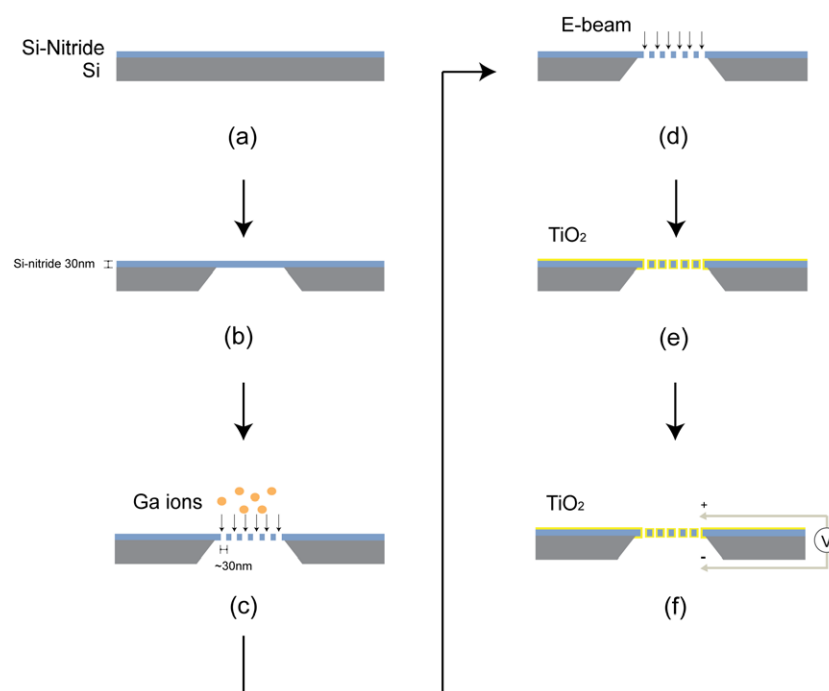 Si-Nitride
Si
(a)
Si-nitride 30nm
(b)
Ga ions
~30nm
(c)
E-beam
(d)
TiO₂
(e)
TiO₂
+
V
-
(f)